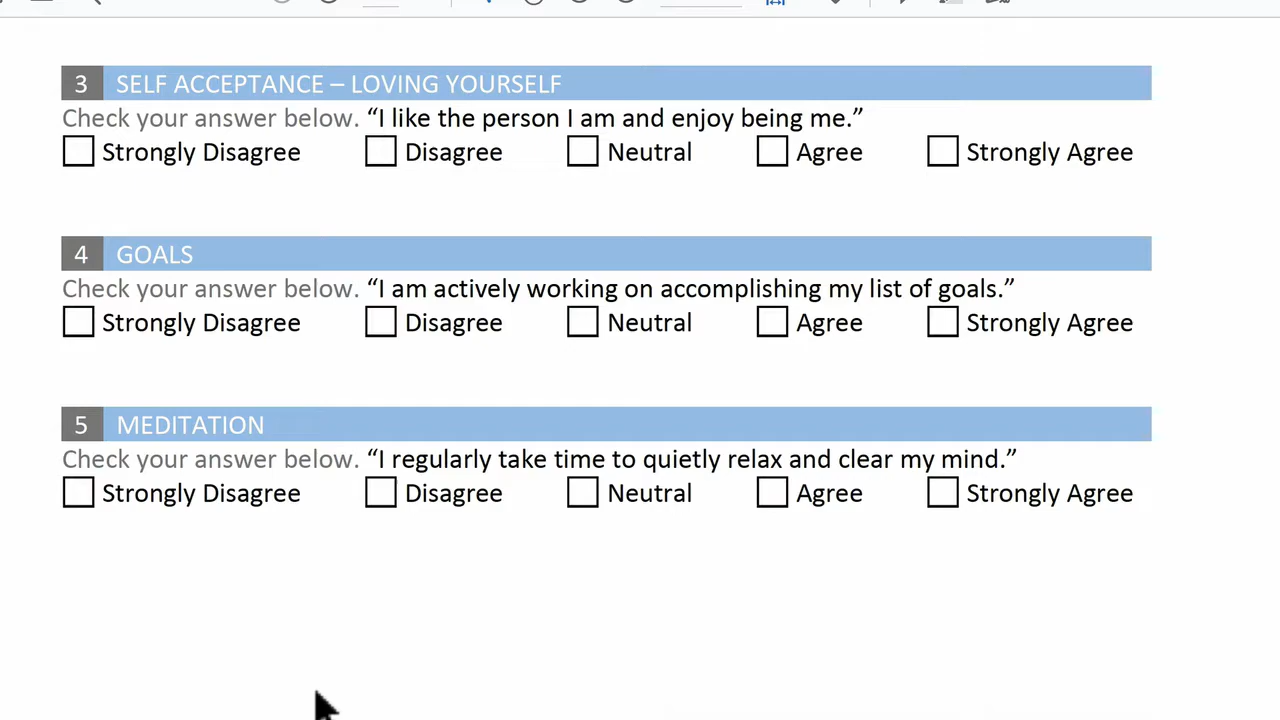 3 SELF ACCEPTANCE – LOVING YOURSELF
Check your answer below. “I like the person I am and enjoy being me.”
Strongly Disagree Disagree Neutral Agree Strongly Agree
4 GOALS
Check your answer below. “I am actively working on accomplishing my list of goals.”
Strongly Disagree Disagree Neutral Agree Strongly Agree
5 MEDITATION
Check your answer below. “I regularly take time to quietly relax and clear my mind.”
Strongly Disagree Disagree Neutral Agree Strongly Agree